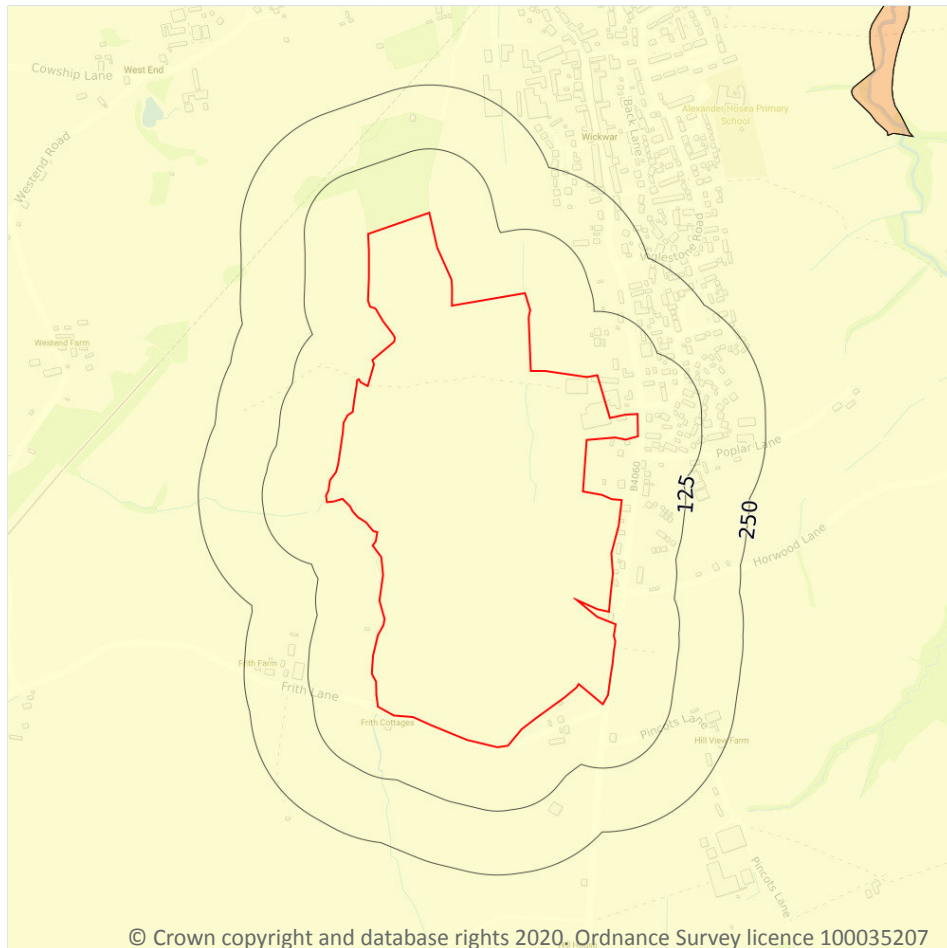 Cowship Lane
West End
Westend Road
Back Lane
Alexander Hosea Primary
School
Wickwar
Inglestone Road
Westend Farm
Poplar Lane
B4060
125
250
Horwood Lane
Frith Farm
Frith Lane
Frith Cottages
Pincots Lane
Hill View Farm
Pincots Lane
© Crown copyright and database rights 2020, Ordnance Survey licence 100035207